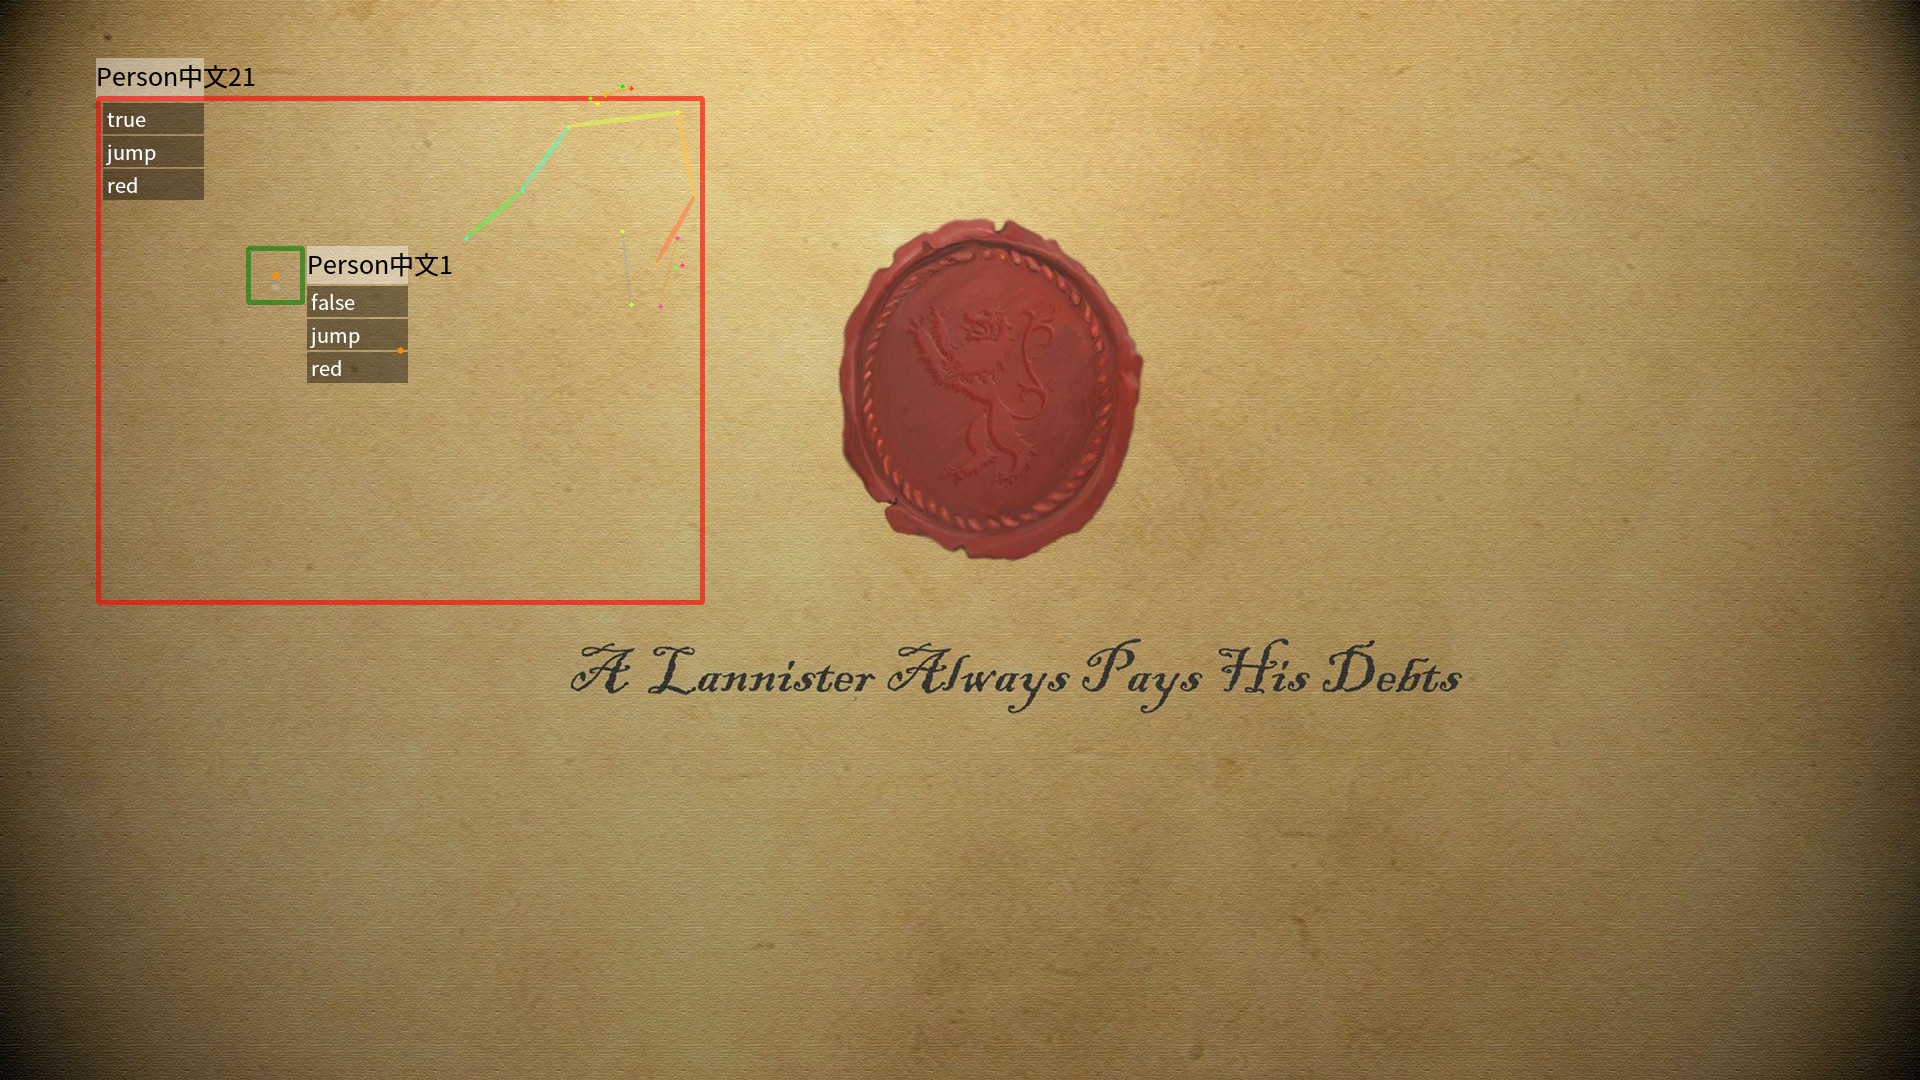 Person中文21
true
jump
red
Person中文1
false
jump
red
A Lannister Always Pays His Debts